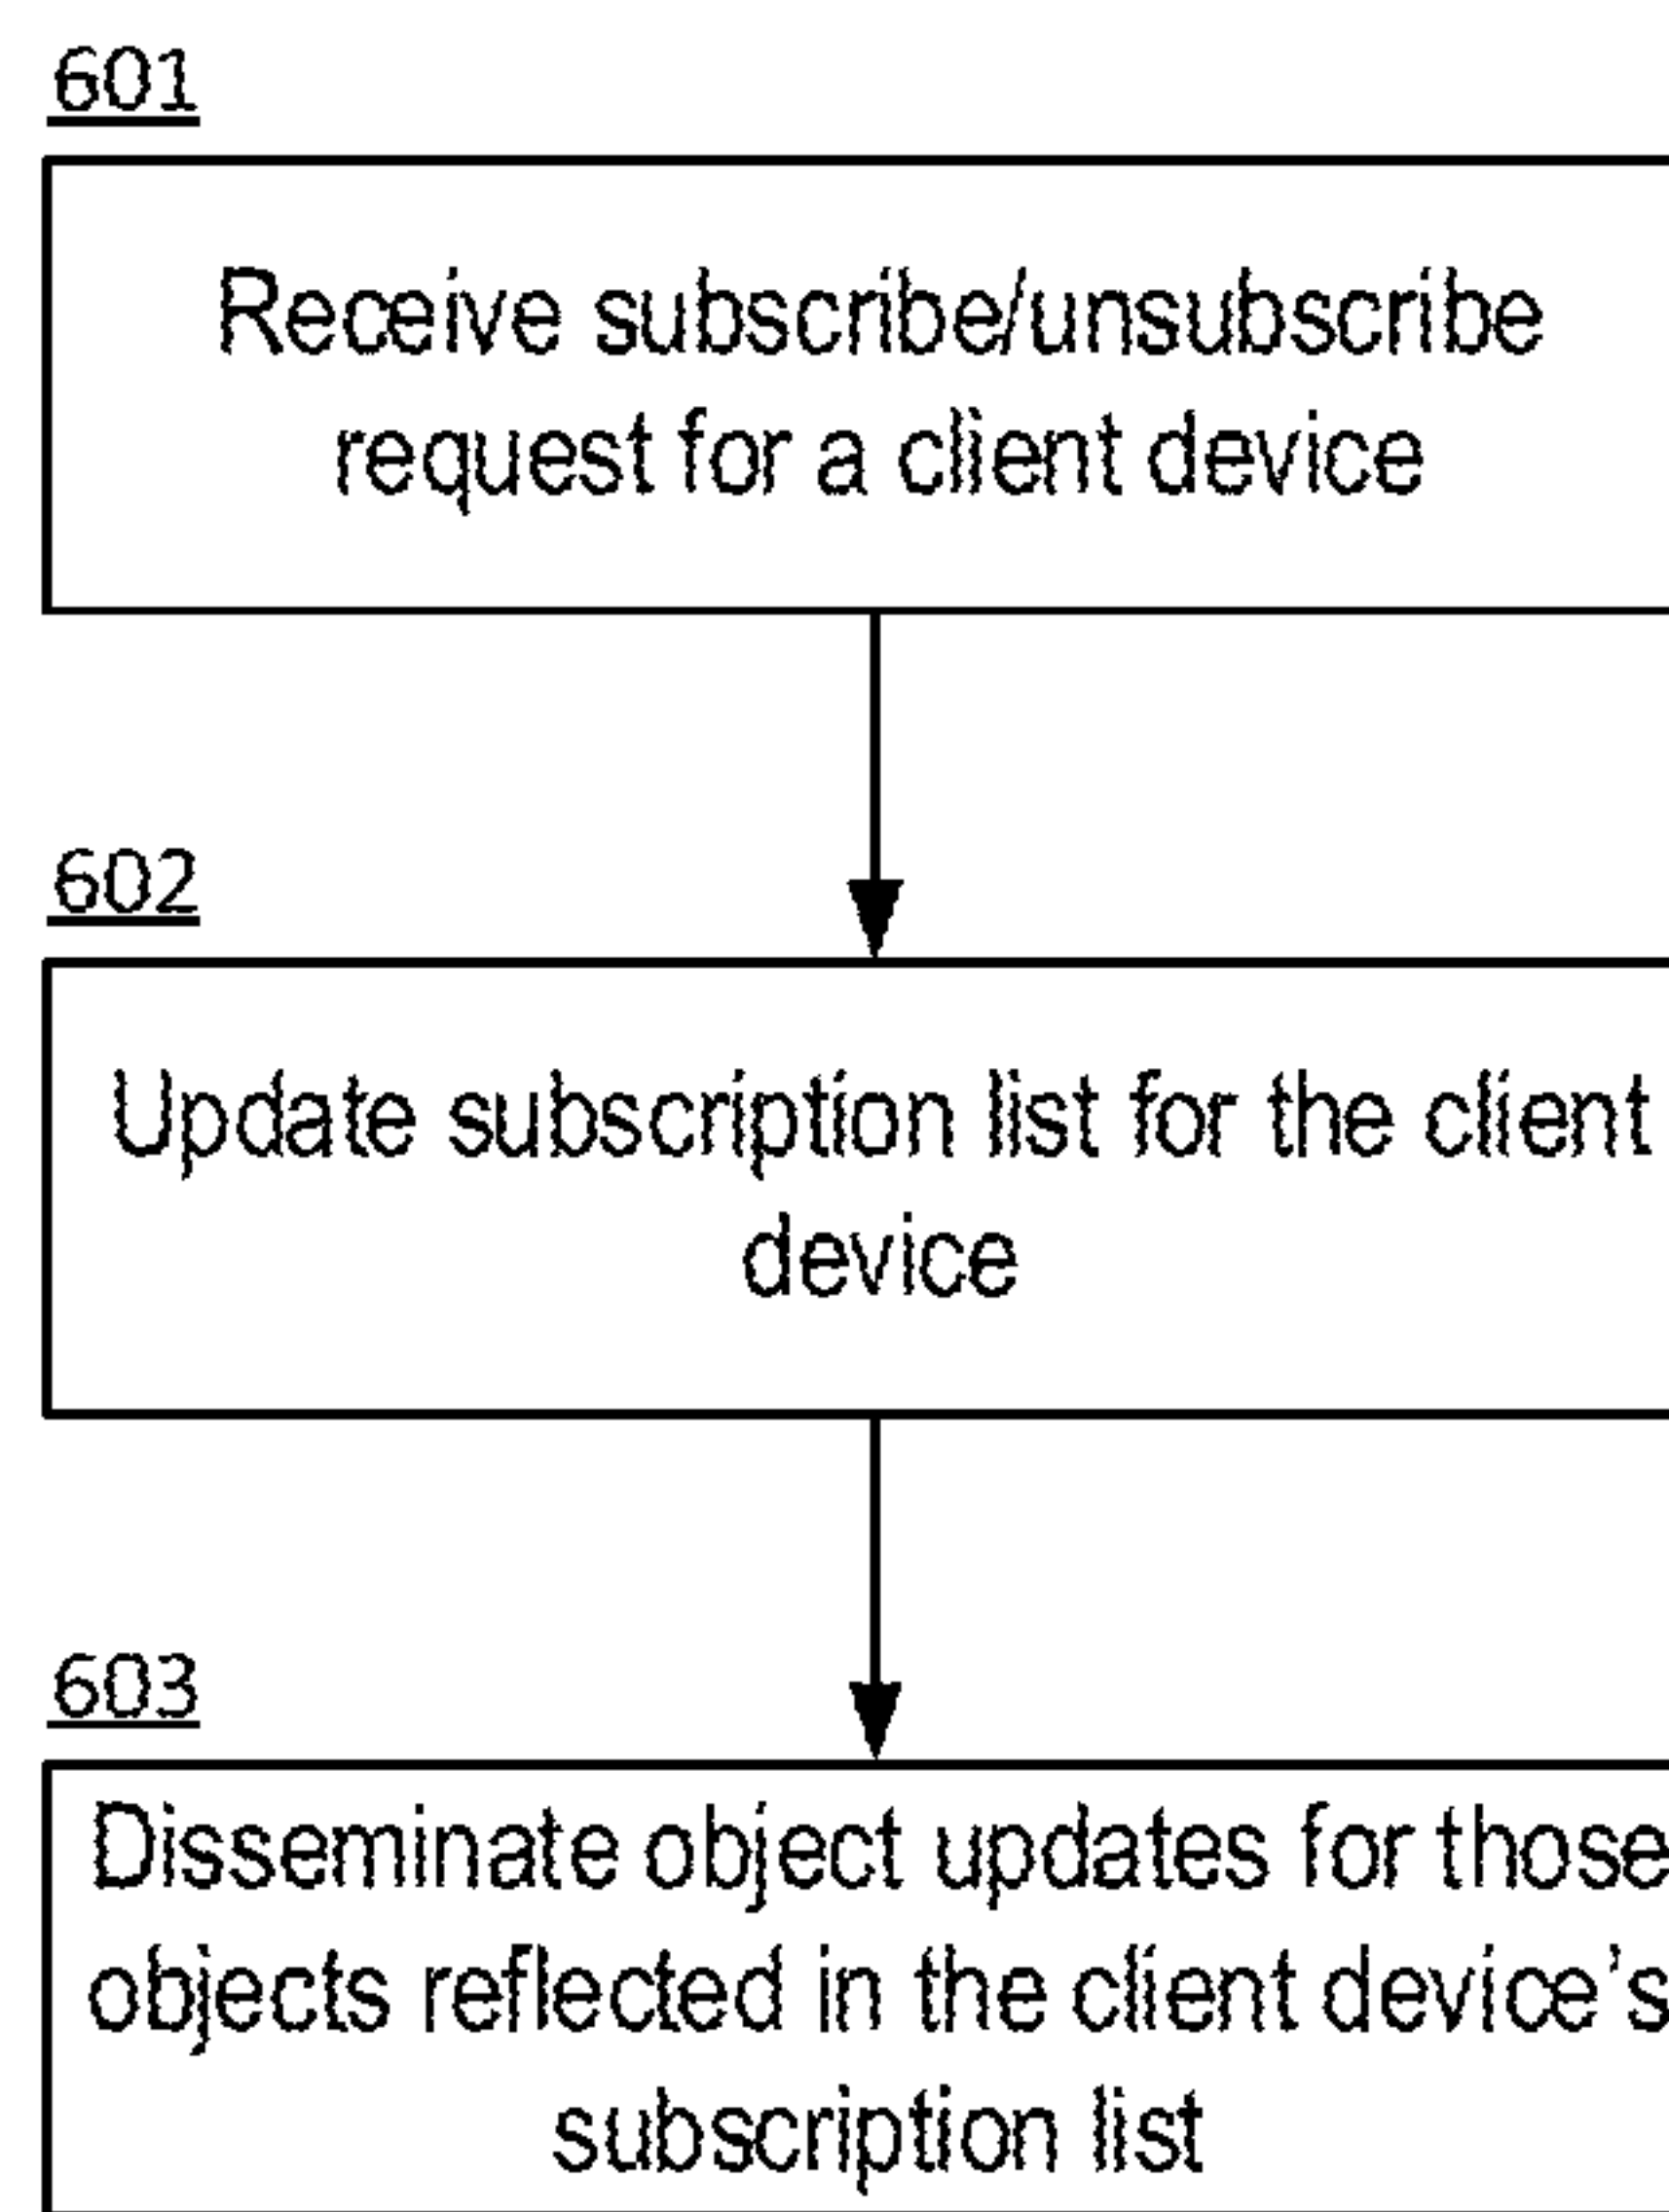 601
Receive subscribe/unsubscribe
request for a client device
602
Update subscription list for the client
device
603
Disseminate object updates for those
objects reflected in the client device’s
subscription list